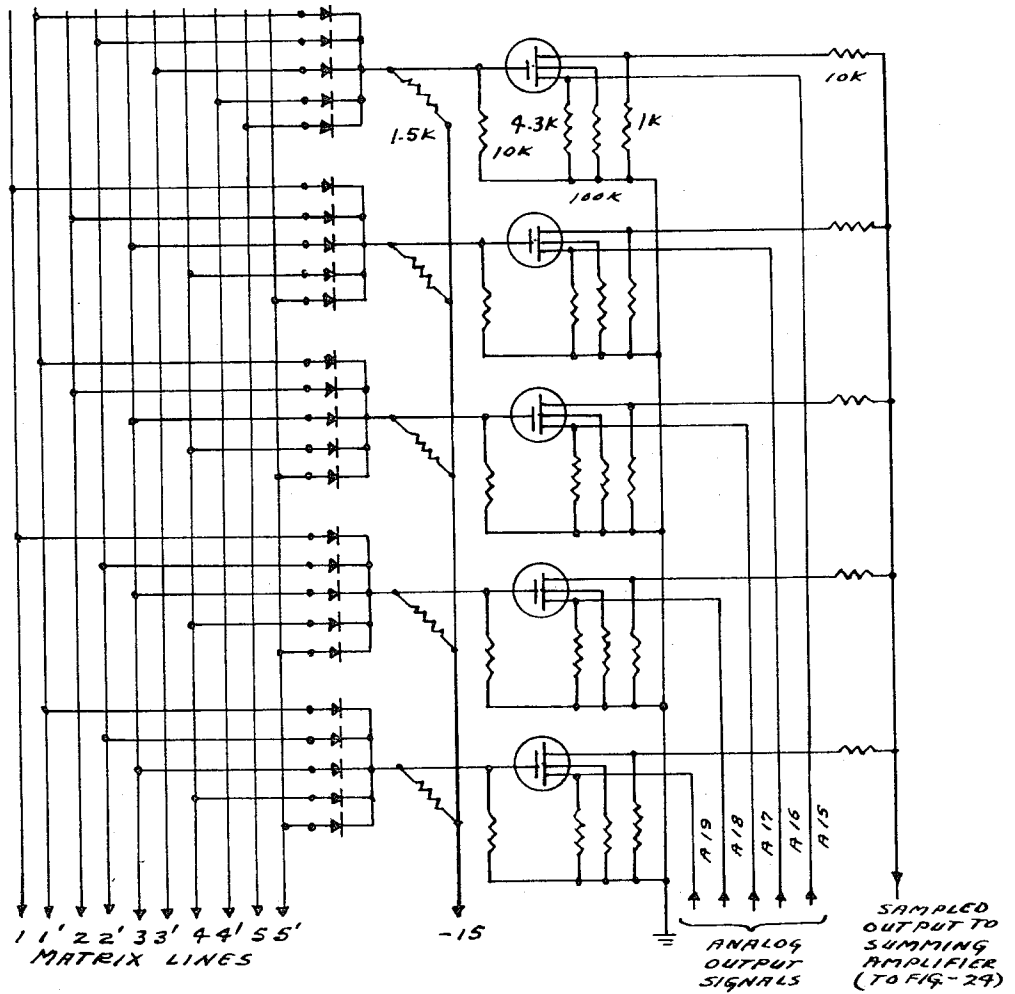 10K
1.5K
10K
4.3K
1K
100K
A19
A18
A17
A16
A15
1 1' 2 2' 3 3' 4 4' 5 5'
MATRIX LINES
-15
ANALOG
OUTPUT
SIGNALS
SAMPLED
OUTPUT TO
SUMMING
AMPLIFIER
(TO FIG-24)